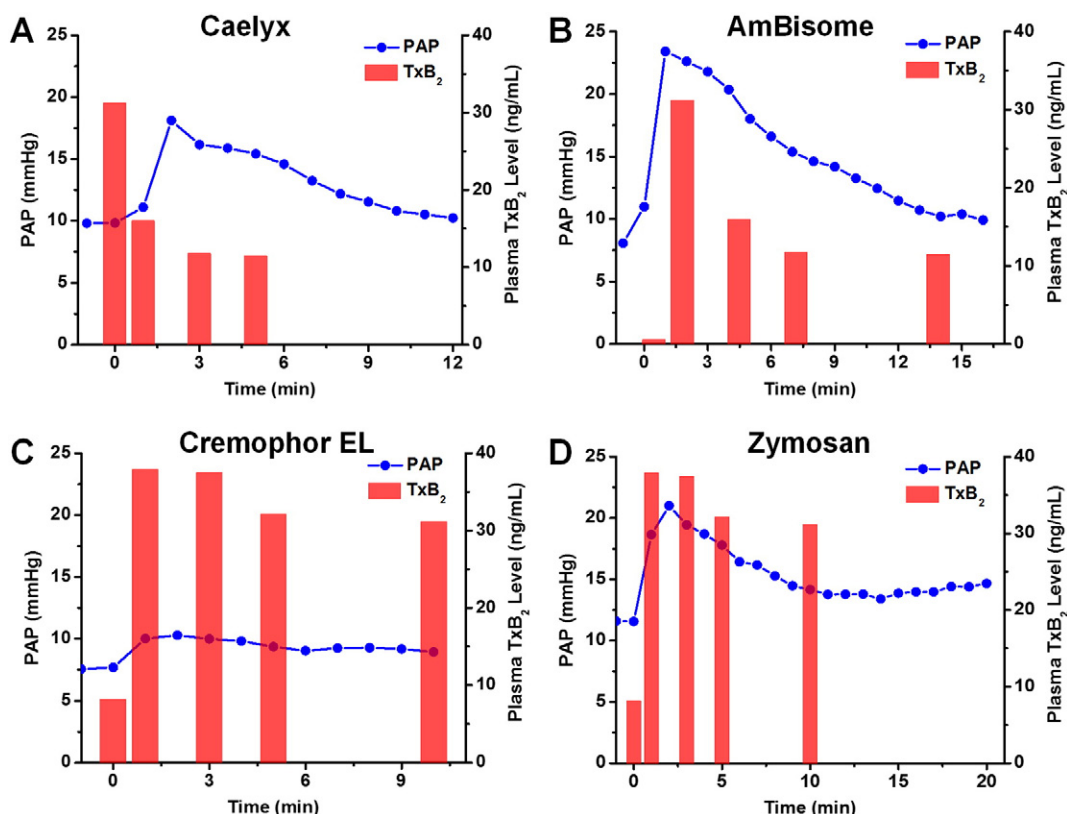 A
Caelyx
PAP
TxB₂
25
20
15
10
5
0
PAP (mmHg)
40
30
20
10
0
Plasma TxB₂ Level (ng/mL)
0 3 6 9 12
Time (min)
B
AmBisome
PAP
TxB₂
25
20
15
10
5
0
PAP (mmHg)
40
30
20
10
0
Plasma TxB₂ Level (ng/mL)
0 3 6 9 12 15
Time (min)
C
Cremophor EL
PAP
TxB₂
25
20
15
10
5
0
PAP (mmHg)
40
30
20
10
0
Plasma TxB₂ Level (ng/mL)
0 3 6 9
Time (min)
D
Zymosan
PAP
TxB₂
25
20
15
10
5
0
PAP (mmHg)
40
30
20
10
0
Plasma TxB₂ Level (ng/mL)
0 5 10 15 20
Time (min)